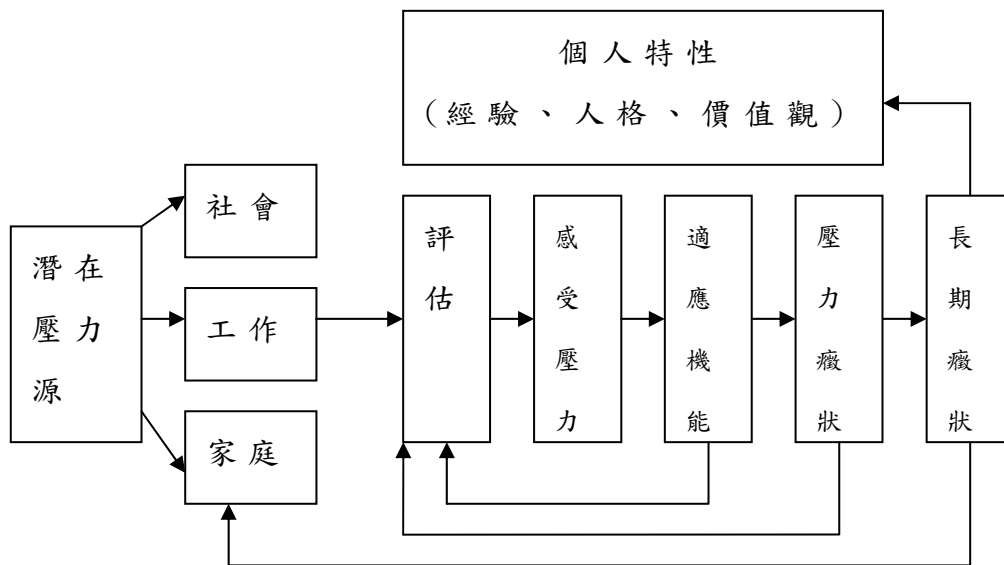 個人特性
（經驗、人格、價值觀）
社會
潛在
壓力
源
工作
家庭
評
估
感
受
壓
力
適
應
機
能
壓
力
癥
狀
長
期
癥
狀